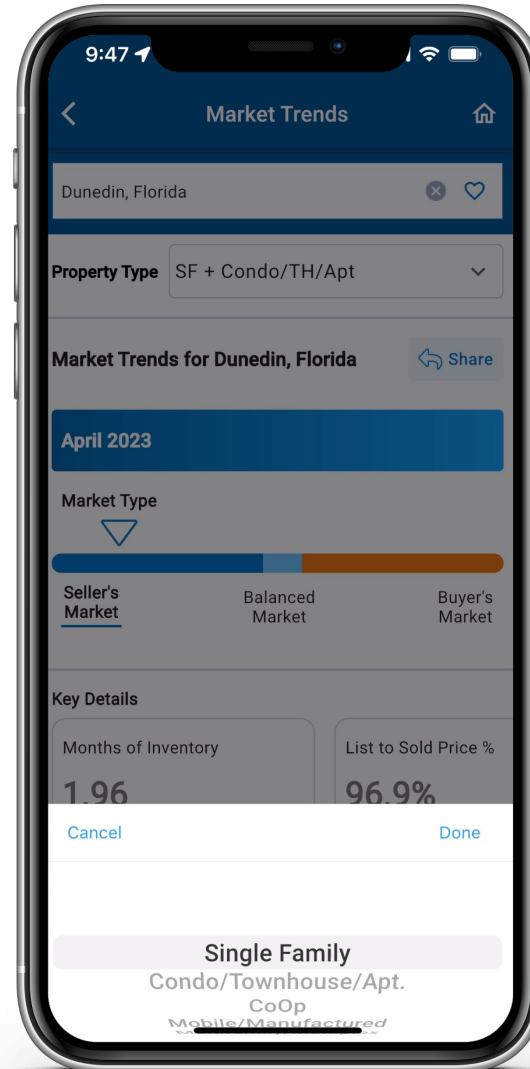 9:47
Market Trends
Dunedin, Florida
Property Type SF + Condo/TH/Apt
Market Trends for Dunedin, Florida Share
April 2023
Market Type
Seller's Market
Balanced Market
Buyer's Market
Key Details
Months of Inventory
1.96
List to Sold Price %
96.9%
Cancel Done
Single Family
Condo/Townhouse/Apt.
CoOp
Mobile/Manufactured